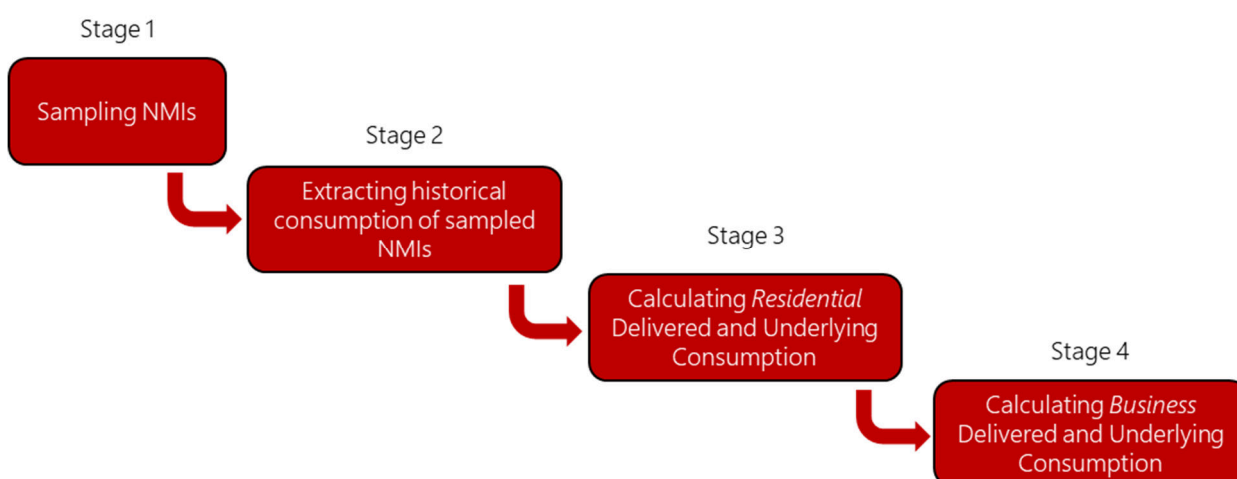 Stage 1
Sampling NMIs
Stage 2
Extracting historical
consumption of sampled
NMIs
Stage 3
Calculating Residential
Delivered and Underlying
Consumption
Stage 4
Calculating Business
Delivered and Underlying
Consumption